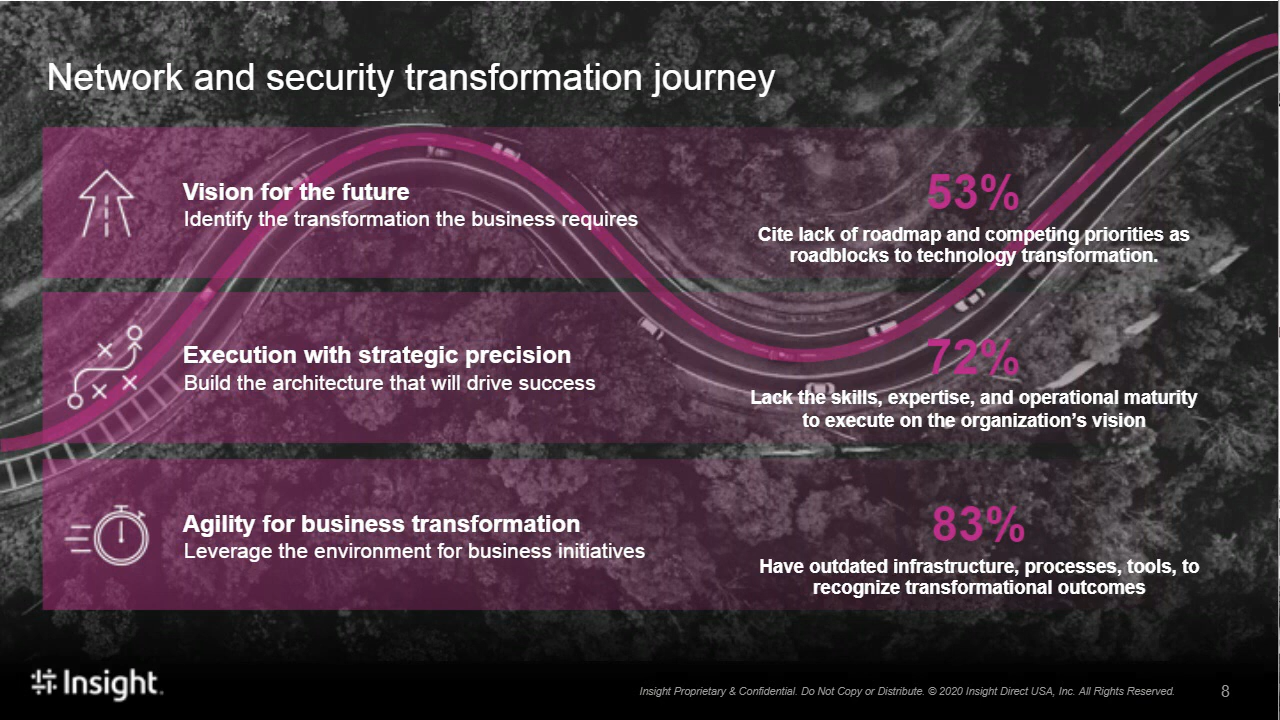 Network and security transformation journey
Vision for the future
Identify the transformation the business requires
53%
Cite lack of roadmap and competing priorities as
roadblocks to technology transformation.
Execution with strategic precision
Build the architecture that will drive success
72%
Lack the skills, expertise, and operational maturity
to execute on the organization’s vision
Agility for business transformation
Leverage the environment for business initiatives
83%
Have outdated infrastructure, processes, tools, to
recognize transformational outcomes
Insight.
Insight Proprietary & Confidential. Do Not Copy or Distribute. © 2020 Insight Direct USA, Inc. All Rights Reserved.
8